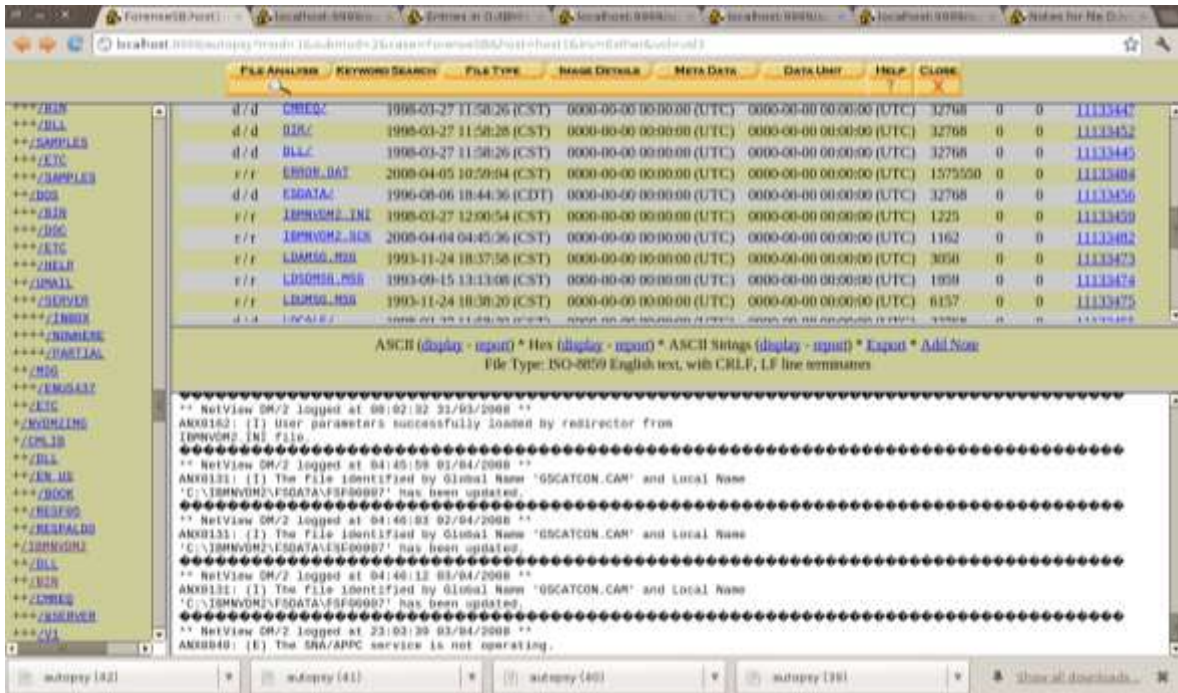 Forense5B:host1:
localhost:9999/
Entries in
localhost:9999/
localhost:9999/
localhost:9999/
Notes for file D:/
FILE ANALYSIS KEYWORD SEARCH FILE TYPE IMAGE DETAILS META DATA DATA UNIT HELP CLOSE
? X
+++/BIN
+++/DLL
++/SAMPLES
+++/ETC
+++/SAMPLES
++/DOS
+++/BIN
+++/DOC
+++/ETC
+++/HELP
++/UMAIL
+++/SERVER
++++/INBOX
++++/NOWHERE
++++/PARTIAL
++/MSG
+++/ENUS437
++/ETC
+/NVDM2IMG
+/CMLIB
++/DLL
++/EN_US
+++/BOOK
++/RESPALDO
+/IBMNVDM2
++/DLL
++/BIN
++/CMREQ
+++/ASERVER
+++/V1
d / d CMREQ/ 1998-03-27 11:58:26 (CST) 0000-00-00 00:00:00 (UTC) 0000-00-00 00:00:00 (UTC) 32768 0 0 11133447
d / d DIR/ 1998-03-27 11:58:28 (CST) 0000-00-00 00:00:00 (UTC) 0000-00-00 00:00:00 (UTC) 32768 0 0 11133452
d / d DLL/ 1998-03-27 11:58:26 (CST) 0000-00-00 00:00:00 (UTC) 0000-00-00 00:00:00 (UTC) 32768 0 0 11133445
r / r ERROR.DAT 2008-04-05 10:59:04 (CST) 0000-00-00 00:00:00 (UTC) 0000-00-00 00:00:00 (UTC) 1575550 0 0 11133484
d / d FSDATA/ 1996-08-06 18:44:36 (CDT) 0000-00-00 00:00:00 (UTC) 0000-00-00 00:00:00 (UTC) 32768 0 0 11133456
r / r IBMNVDM2.INI 1998-03-27 12:00:54 (CST) 0000-00-00 00:00:00 (UTC) 0000-00-00 00:00:00 (UTC) 1225 0 0 11133459
r / r IBMNVDM2.BCK 2008-04-04 04:45:36 (CST) 0000-00-00 00:00:00 (UTC) 0000-00-00 00:00:00 (UTC) 1162 0 0 11133482
r / r LDAMSG.MSG 1993-11-24 18:37:58 (CST) 0000-00-00 00:00:00 (UTC) 0000-00-00 00:00:00 (UTC) 3058 0 0 11133473
r / r LDSDMSG.MSG 1993-09-15 13:13:08 (CST) 0000-00-00 00:00:00 (UTC) 0000-00-00 00:00:00 (UTC) 1959 0 0 11133474
r / r LDUMSG.MSG 1993-11-24 18:38:20 (CST) 0000-00-00 00:00:00 (UTC) 0000-00-00 00:00:00 (UTC) 6157 0 0 11133475
ASCII (display - report) * Hex (display - report) * ASCII Strings (display - report) * Export * Add Note
File Type: ISO-8859 English text, with CRLF, LF line terminators
** NetView DM/2 logged at 08:02:32 31/03/2008 **
ANX0162: (I) User parameters successfully loaded by redirector from
IBMNVDM2.INI file.
** NetView DM/2 logged at 04:45:59 01/04/2008 **
ANX0131: (I) The file identified by Global Name 'GSCATCON.CAM' and Local Name
'C:\IBMNVDM2\FSDATA\FSF00007' has been updated.
** NetView DM/2 logged at 04:46:03 02/04/2008 **
ANX0131: (I) The file identified by Global Name 'GSCATCON.CAM' and Local Name
'C:\IBMNVDM2\FSDATA\FSF00007' has been updated.
** NetView DM/2 logged at 04:46:12 03/04/2008 **
ANX0131: (I) The file identified by Global Name 'GSCATCON.CAM' and Local Name
'C:\IBMNVDM2\FSDATA\FSF00007' has been updated.
** NetView DM/2 logged at 23:03:39 03/04/2008 **
ANX0040: (E) The SNA/APPC service is not operating.
autopsy (42) autopsy (41) autopsy (40) autopsy (39) Show all downloads...